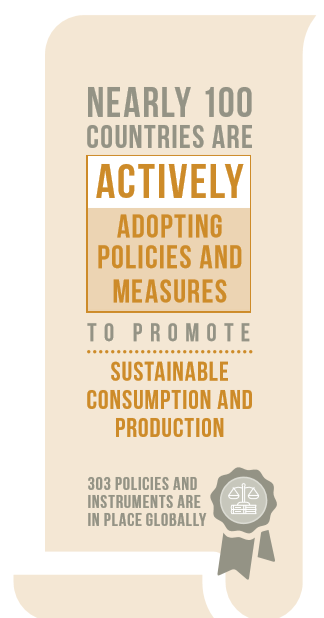 NEARLY 100
COUNTRIES ARE
ACTIVELY
ADOPTING
POLICIES AND
MEASURES
TO PROMOTE
SUSTAINABLE
CONSUMPTION AND
PRODUCTION
303 POLICIES AND
INSTRUMENTS ARE
IN PLACE GLOBALLY